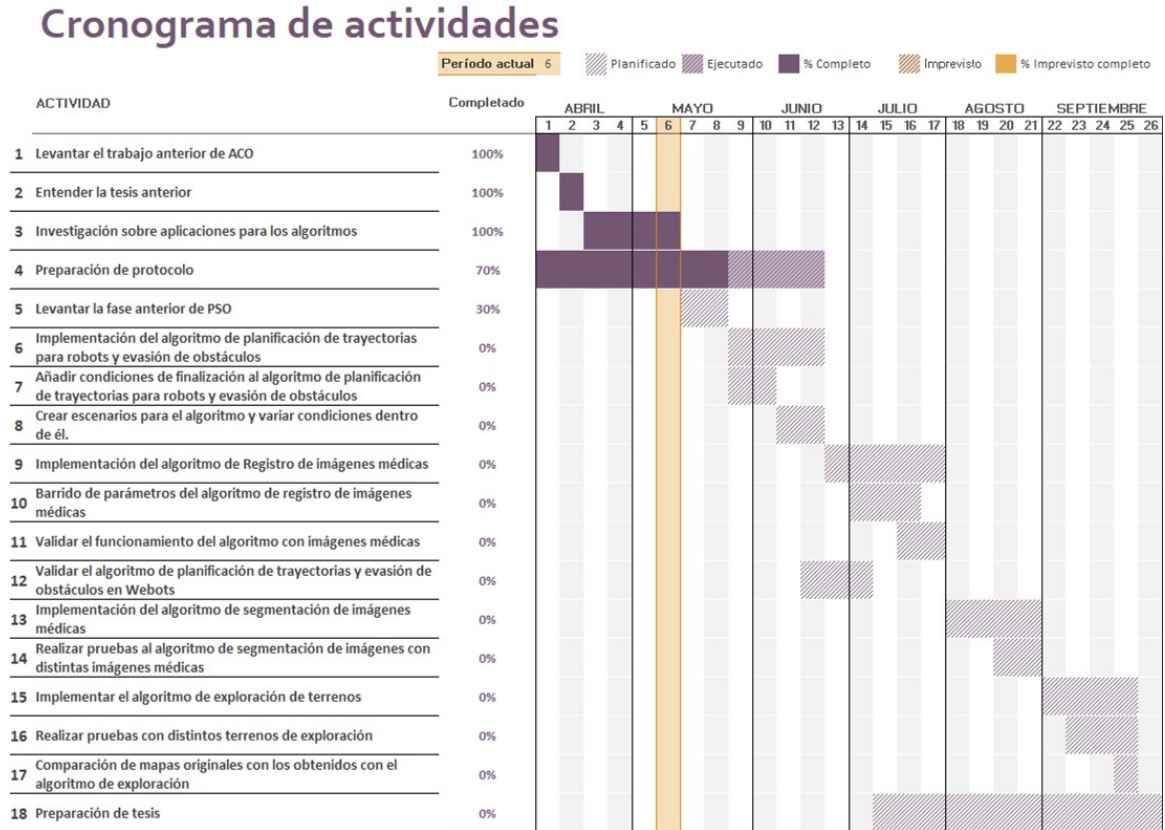 Cronograma de actividades
Período actual 6 Planificado Ejecutado % Completo Imprevisto % Imprevisto completo
ACTIVIDAD Completado ABRIL MAYO JUNIO JULIO AGOSTO SEPTIEMBRE
1 2 3 4 5 6 7 8 9 10 11 12 13 14 15 16 17 18 19 20 21 22 23 24 25 26
1 Levantar el trabajo anterior de ACO 100%
2 Entender la tesis anterior 100%
3 Investigación sobre aplicaciones para los algoritmos 100%
4 Preparación de protocolo 70%
5 Levantar la fase anterior de PSO 30%
6 Implementación del algoritmo de planificación de trayectorias
para robots y evasión de obstáculos 0%
7 Añadir condiciones de finalización al algoritmo de planificación
de trayectorias para robots y evasión de obstáculos 0%
8 Crear escenarios para el algoritmo y variar condiciones dentro
de él. 0%
9 Implementación del algoritmo de Registro de imágenes médicas 0%
10 Barrido de parámetros del algoritmo de registro de imágenes
médicas 0%
11 Validar el funcionamiento del algoritmo con imágenes médicas 0%
12 Validar el algoritmo de planificación de trayectorias y evasión de
obstáculos en Webots 0%
13 Implementación del algoritmo de segmentación de imágenes
médicas 0%
14 Realizar pruebas al algoritmo de segmentación de imágenes con
distintas imágenes médicas 0%
15 Implementar el algoritmo de exploración de terrenos 0%
16 Realizar pruebas con distintos terrenos de exploración 0%
17 Comparación de mapas originales con los obtenidos con el
algoritmo de exploración 0%
18 Preparación de tesis 0%